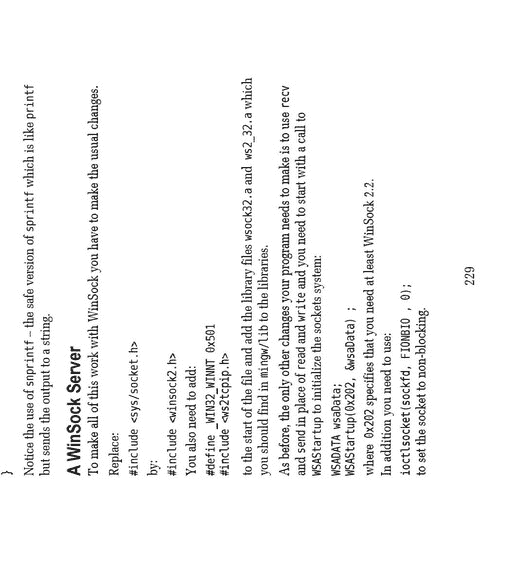 }
Notice the use of snprintf – the safe version of sprintf which is like printf
but sends the output to a string.
A WinSock Server
To make all of this work with WinSock you have to make the usual changes.
Replace:
#include <sys/socket.h>
by:
#include <winsock2.h>
You also need to add:
#define _WIN32_WINNT 0x501
#include <ws2tcpip.h>
to the start of the file and add the library files wsock32.a and ws2_32.a which
you should find in mingw/lib to the libraries.
As before, the only other changes your program needs to make is to use recv
and send in place of read and write and you need to start with a call to
WSAStartup to initialize the sockets system:
WSADATA wsaData;
WSAStartup(0x202, &wsaData) ;
where 0x202 specifies that you need at least WinSock 2.2.
In addition you need to use:
ioctlsocket(sockfd, FIONBIO , 0);
to set the socket to non-blocking.
229